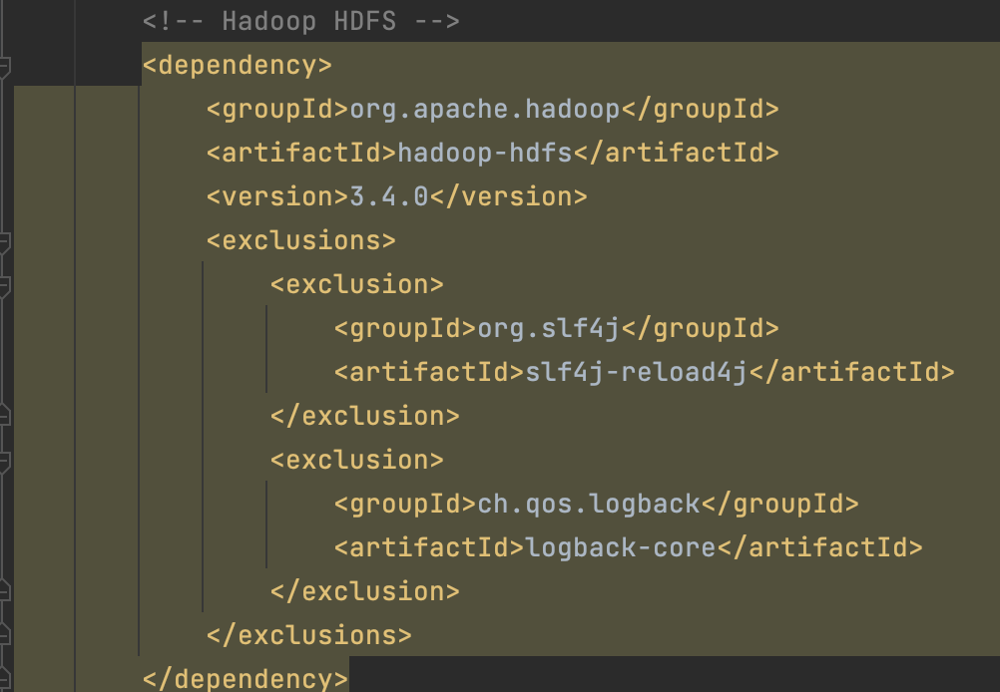 <!-- Hadoop HDFS -->
<dependency>
<groupId>org.apache.hadoop</groupId>
<artifactId>hadoop-hdfs</artifactId>
<version>3.4.0</version>
<exclusions>
<exclusion>
<groupId>org.slf4j</groupId>
<artifactId>slf4j-reload4j</artifactId>
</exclusion>
<exclusion>
<groupId>ch.qos.logback</groupId>
<artifactId>logback-core</artifactId>
</exclusion>
</exclusions>
</dependency>